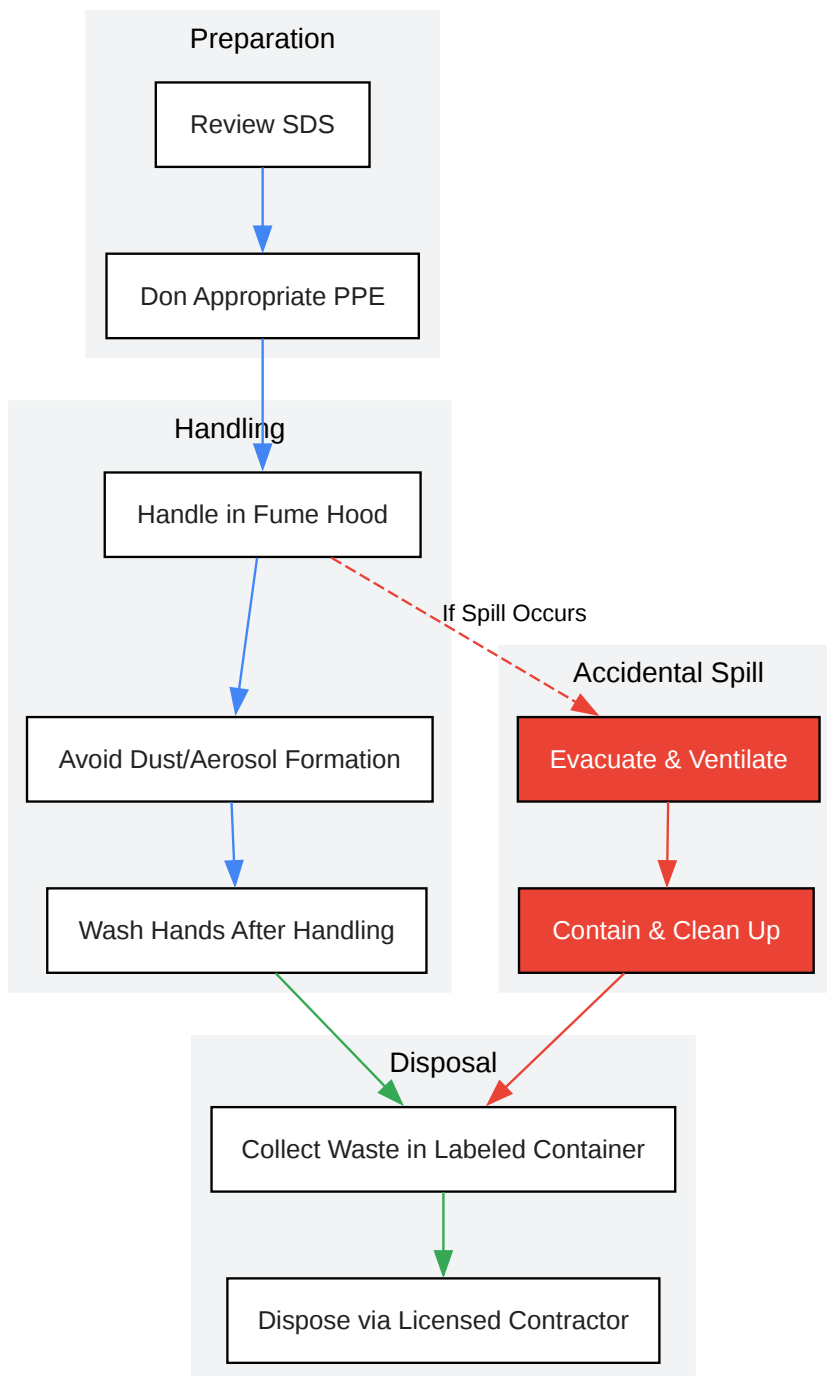 Preparation
Review SDS
Don Appropriate PPE
Handling
Handle in Fume Hood
If Spill Occurs
Accidental Spill
Avoid Dust/Aerosol Formation
Evacuate & Ventilate
Wash Hands After Handling
Contain & Clean Up
Disposal
Collect Waste in Labeled Container
Dispose via Licensed Contractor